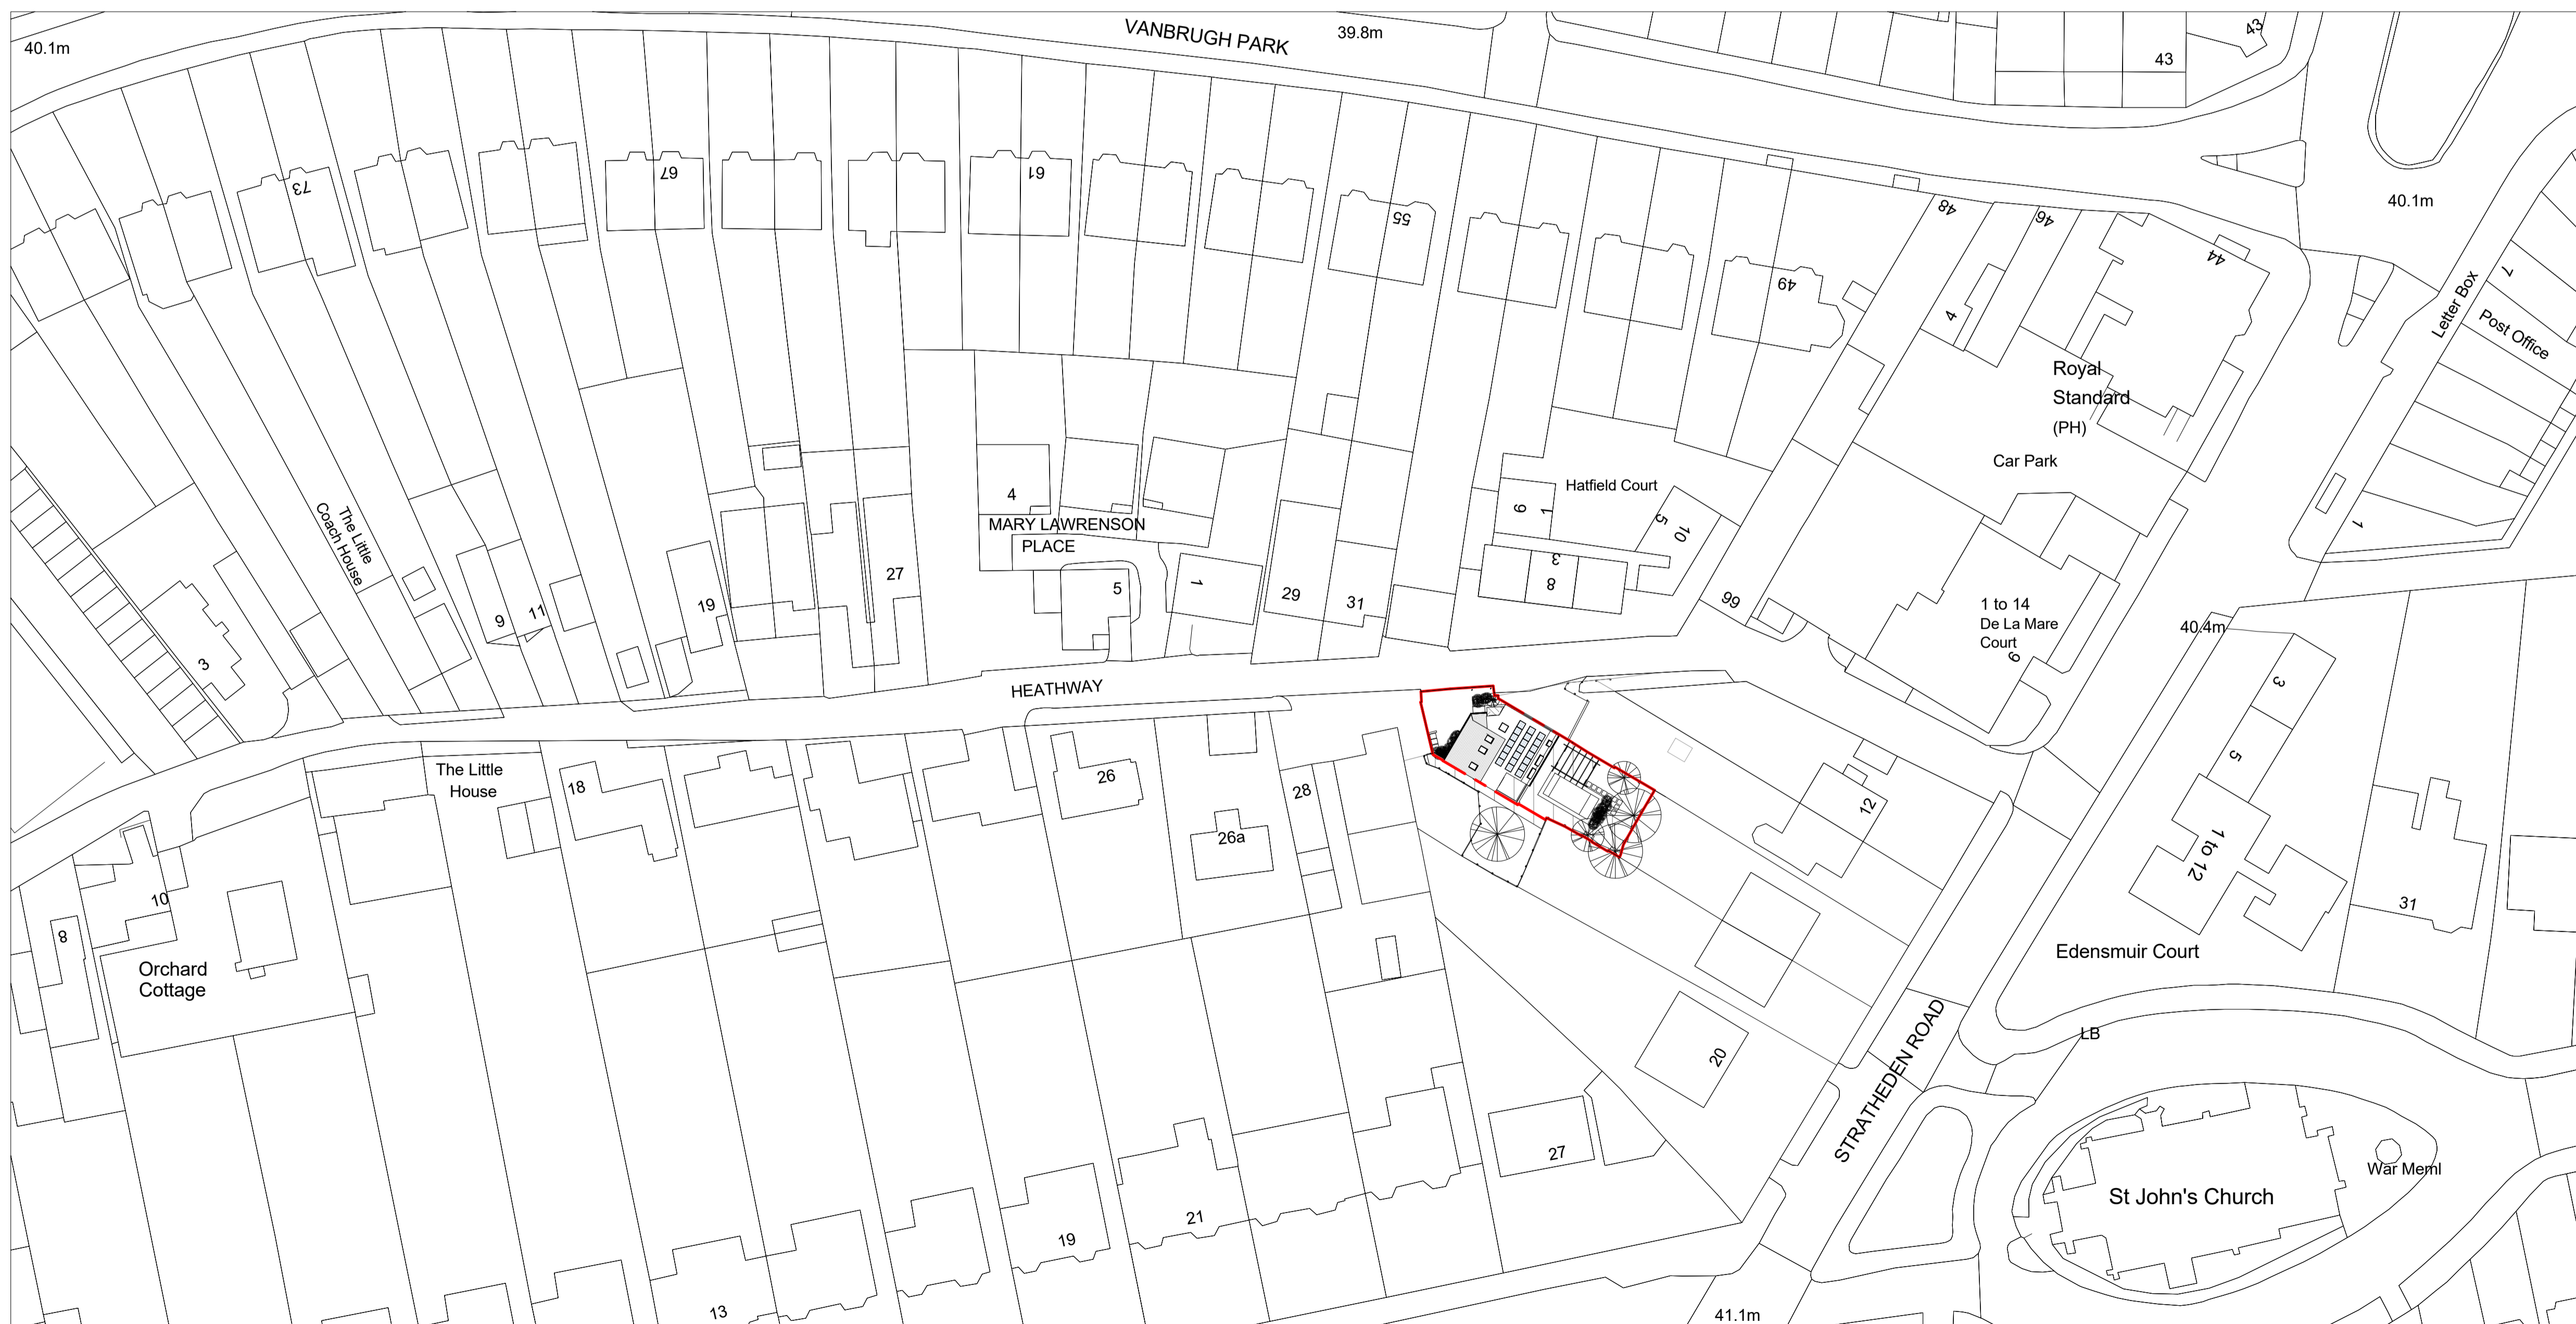 VANBRUGH PARK
39.8m
40.1m
43
43
73
67
61
55
49
48
46
44
40.1m
7
Letter Box
Post Office
4
Royal
Standard
(PH)
Car Park
Hatfield Court
9
1
5
10
3
8
66
1
The Little
Coach House
4
MARY LAWRENSON
PLACE
5
1
27
29
31
19
9
11
3
1 to 14
De La Mare
Court
9
40.4m
3
5
HEATHWAY
The Little
House
18
26
26a
28
12
1 to 12
31
Edensmuir Court
10
8
Orchard
Cottage
20
STRATHEDEN ROAD
LB
27
War Meml
St John's Church
21
19
13
41.1m